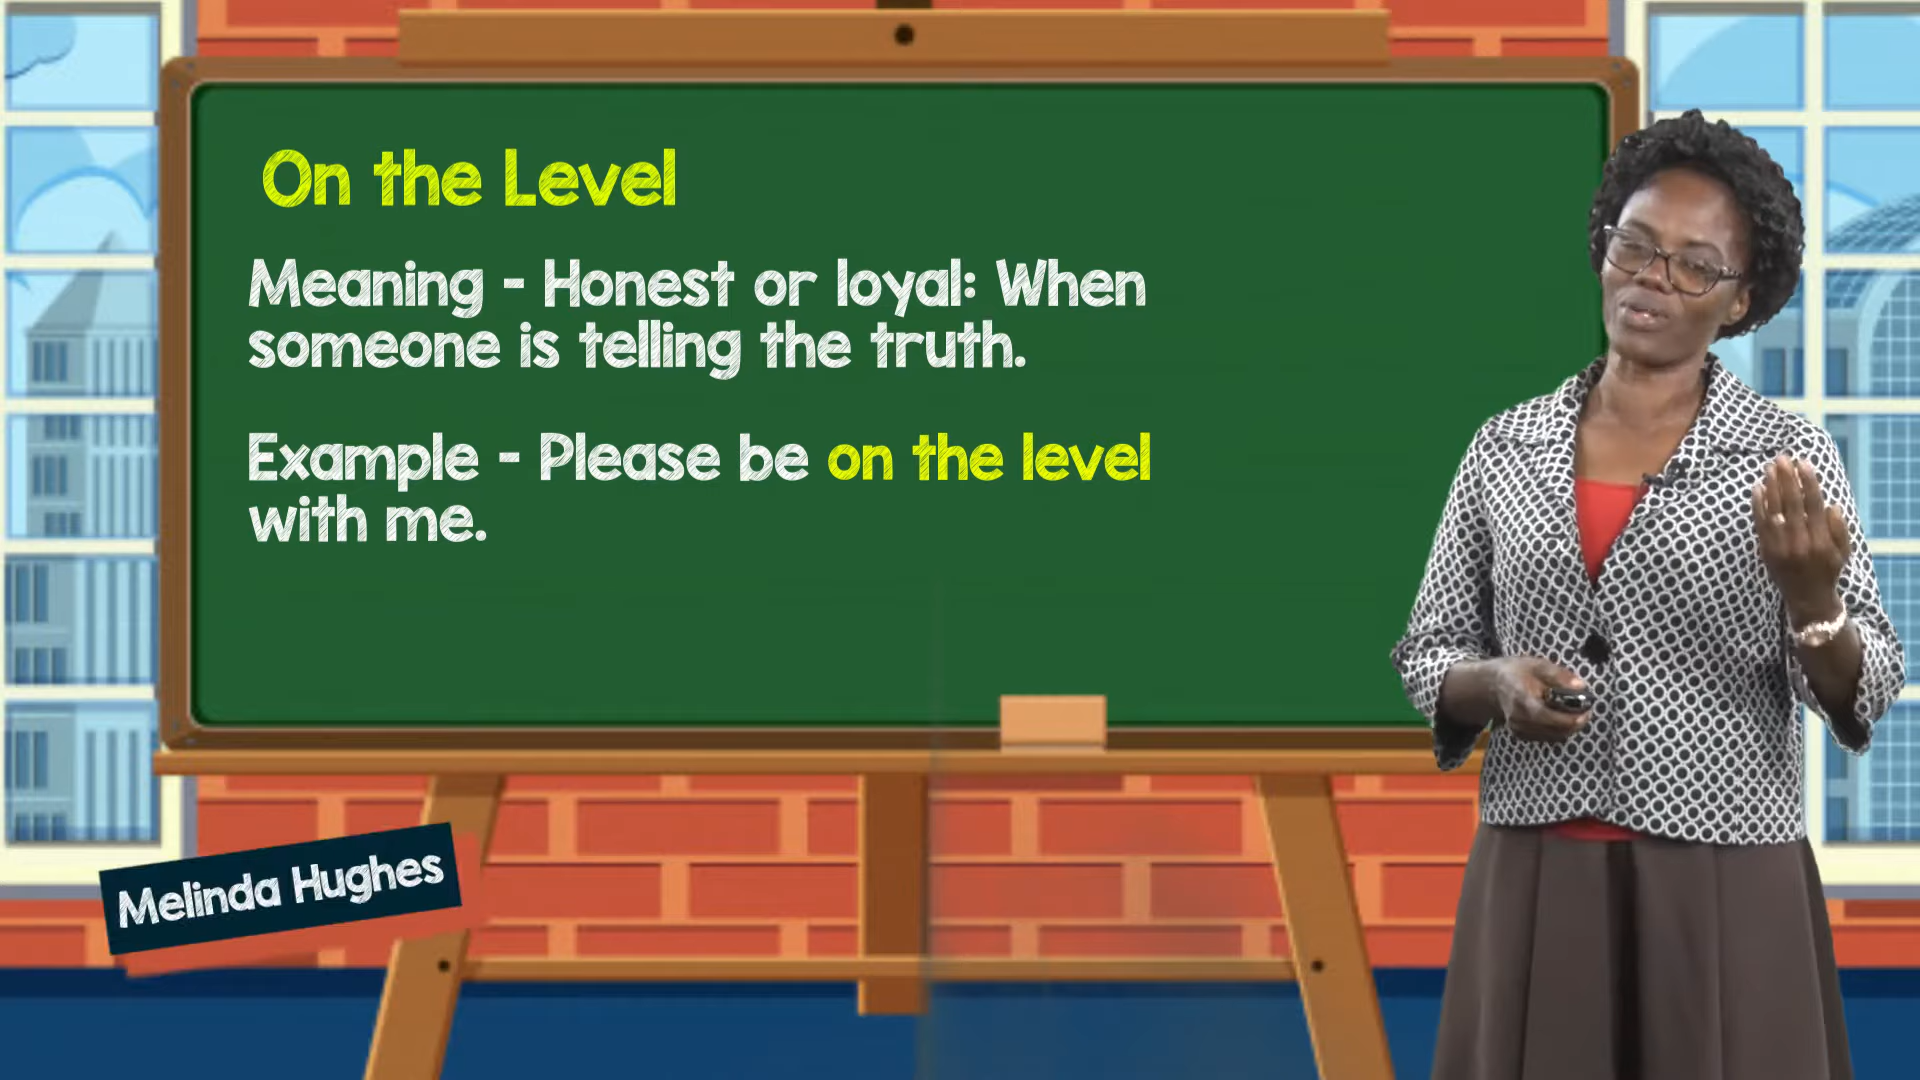 On the Level
Meaning - Honest or loyal: When
someone is telling the truth.
Example - Please be on the level
with me.
Melinda Hughes